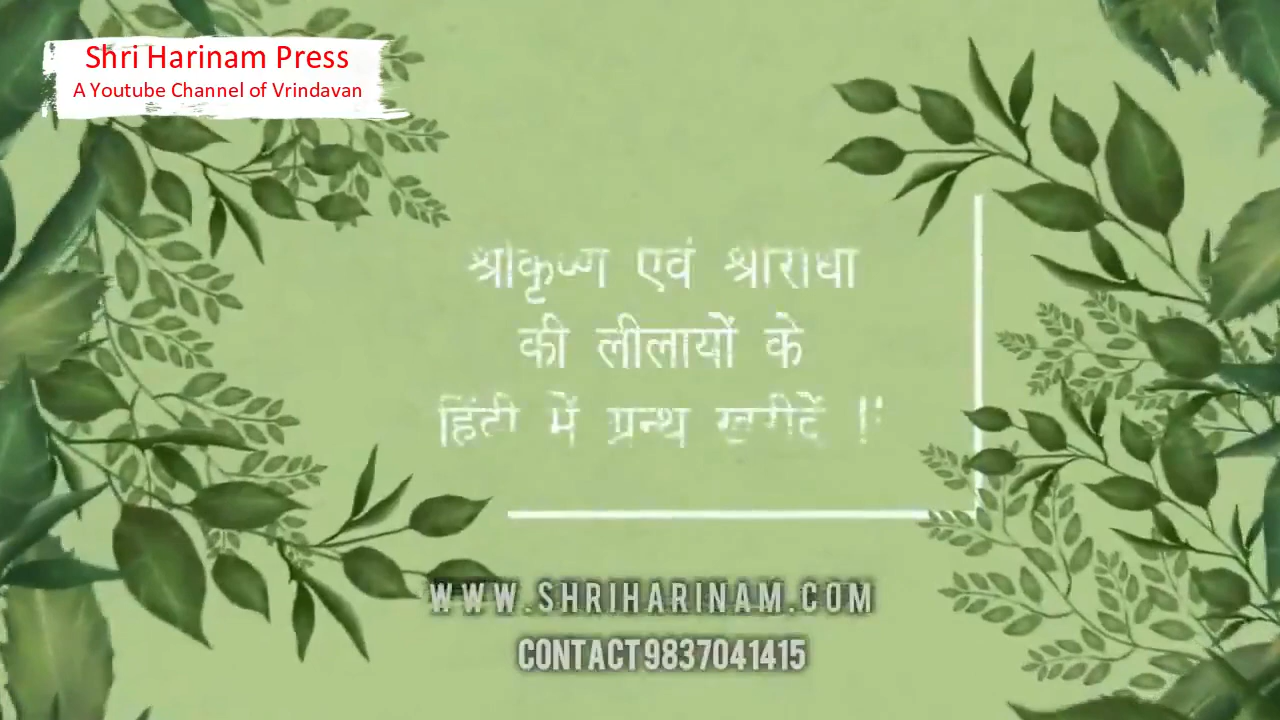 Shri Harinam Press
A Youtube Channel of Vrindavan
श्रीकृष्ण एवं श्रीराधा
की लीलायों के
हिंदी में ग्रन्थ खरीदें !!
WWW.SHRIHARINAM.COM
CONTACT 9837041415